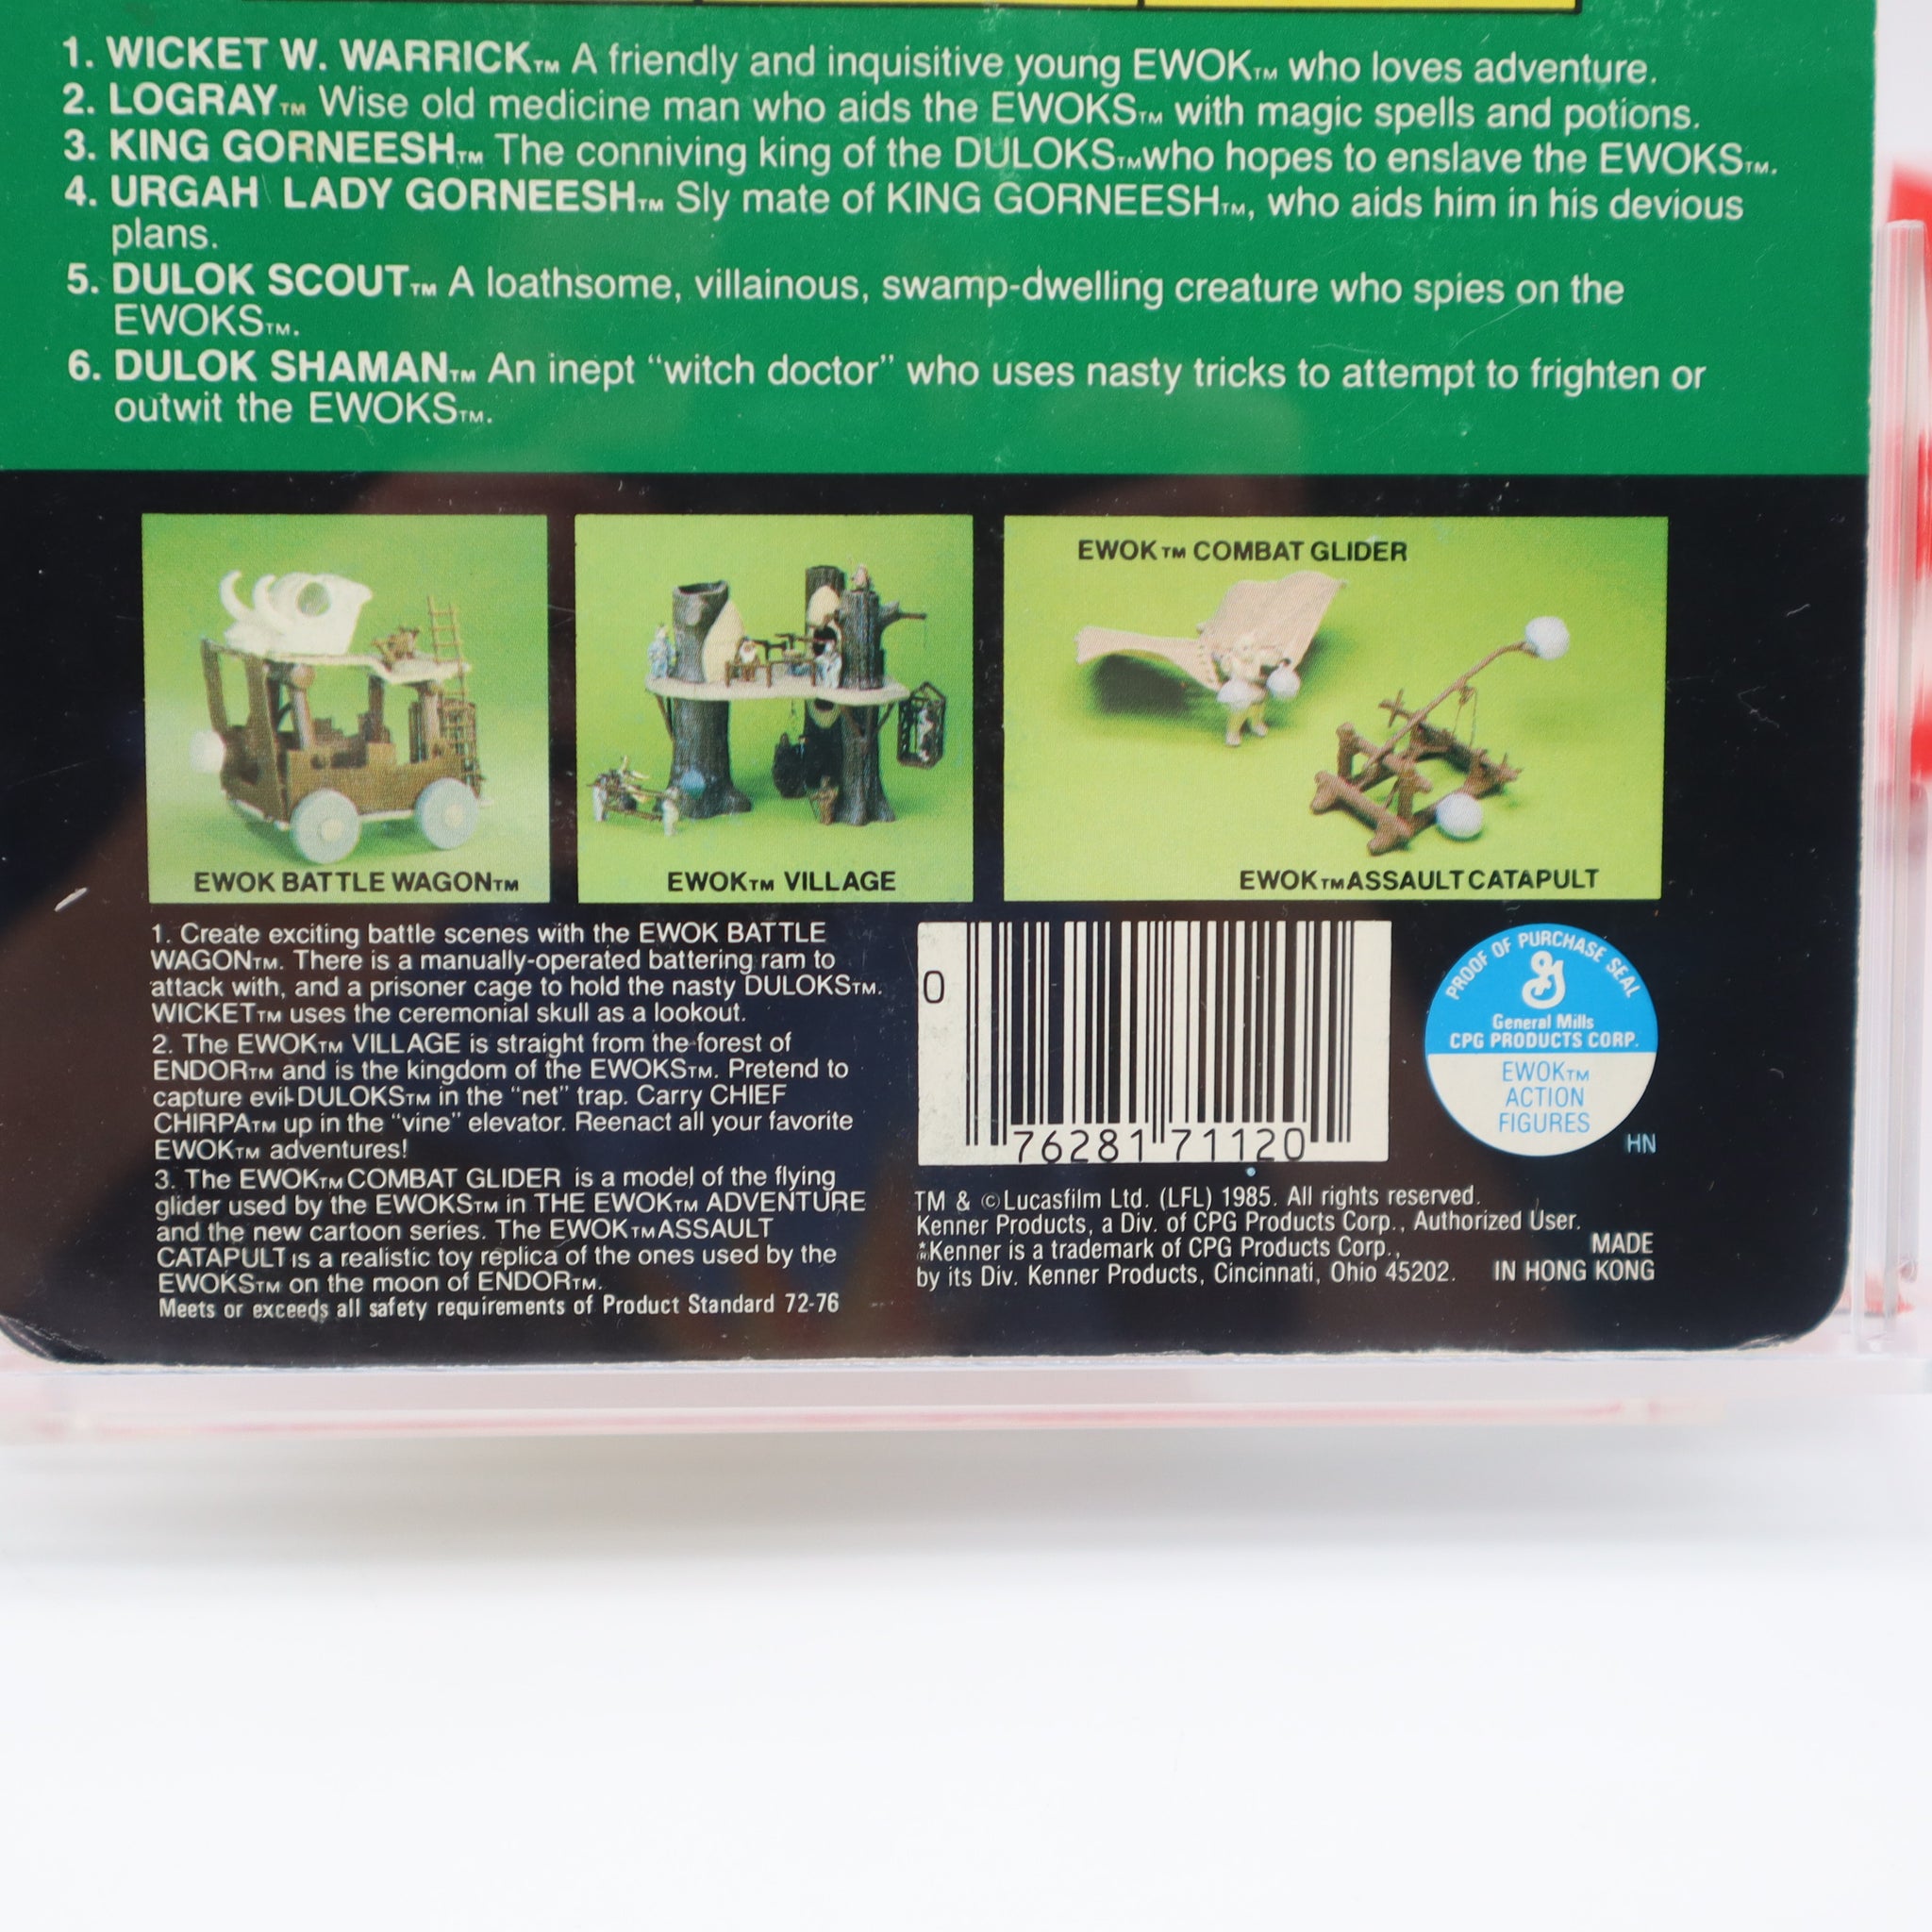 1. WICKET W. WARRICK™ A friendly and inquisitive young EWOK™ who loves adventure.
2. LOGRAY™ Wise old medicine man who aids the EWOKS™ with magic spells and potions.
3. KING GORNEESH™ The conniving king of the DULOKS™who hopes to enslave the EWOKS™.
4. URGAH LADY GORNEESH™ Sly mate of KING GORNEESH™, who aids him in his devious
plans.
5. DULOK SCOUT™ A loathsome, villainous, swamp-dwelling creature who spies on the
EWOKS™.
6. DULOK SHAMAN™ An inept “witch doctor” who uses nasty tricks to attempt to frighten or
outwit the EWOKS™.
EWOK BATTLE WAGON™
EWOK™ VILLAGE
EWOK™ COMBAT GLIDER
EWOK™ASSAULT CATAPULT
1. Create exciting battle scenes with the EWOK BATTLE
WAGON™. There is a manually-operated battering ram to
attack with, and a prisoner cage to hold the nasty DULOKS™.
WICKET™ uses the ceremonial skull as a lookout.
2. The EWOK™ VILLAGE is straight from the forest of
ENDOR™ and is the kingdom of the EWOKS™. Pretend to
capture evil DULOKS™ in the “net” trap. Carry CHIEF
CHIRPA™ up in the “vine” elevator. Reenact all your favorite
EWOK™ adventures!
3. The EWOK™COMBAT GLIDER is a model of the flying
glider used by the EWOKS™ in THE EWOK™ ADVENTURE
and the new cartoon series. The EWOK™ASSAULT
CATAPULT is a realistic toy replica of the ones used by the
EWOKS™ on the moon of ENDOR™.
Meets or exceeds all safety requirements of Product Standard 72-76
0 76281 71120
PROOF OF PURCHASE SEAL
G
General Mills
CPG PRODUCTS CORP.
EWOK™
ACTION
FIGURES
HN
TM & ©Lucasfilm Ltd. (LFL) 1985. All rights reserved.
Kenner Products, a Div. of CPG Products Corp., Authorized User.
*Kenner is a trademark of CPG Products Corp.,
by its Div. Kenner Products, Cincinnati, Ohio 45202.
MADE
IN HONG KONG